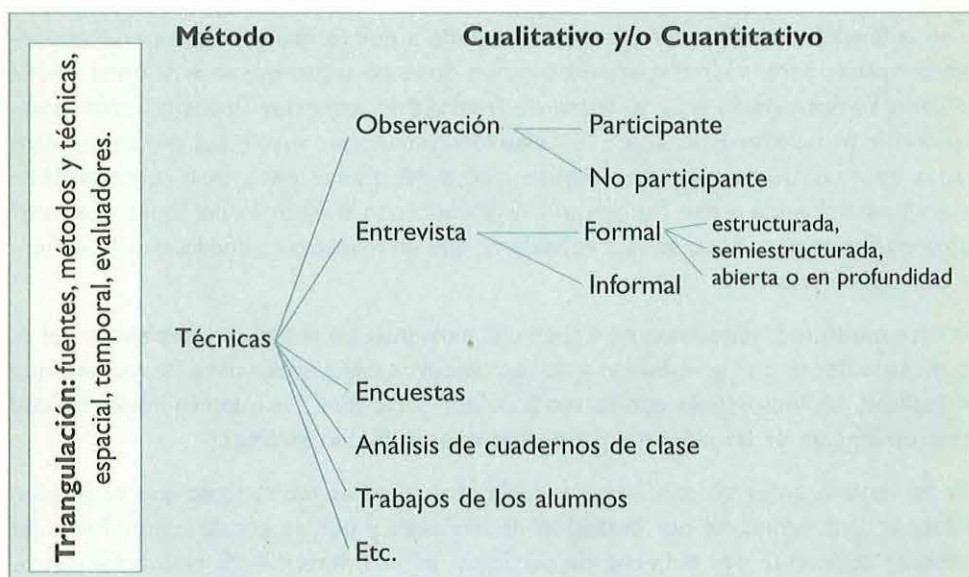 Triangulación: fuentes, métodos y técnicas,
espacial, temporal, evaluadores.
Método
Cualitativo y/o Cuantitativo
Observación
Participante
No participante
Entrevista
Formal
estructurada,
semiestructurada,
abierta o en profundidad
Informal
Técnicas
Encuestas
Análisis de cuadernos de clase
Trabajos de los alumnos
Etc.